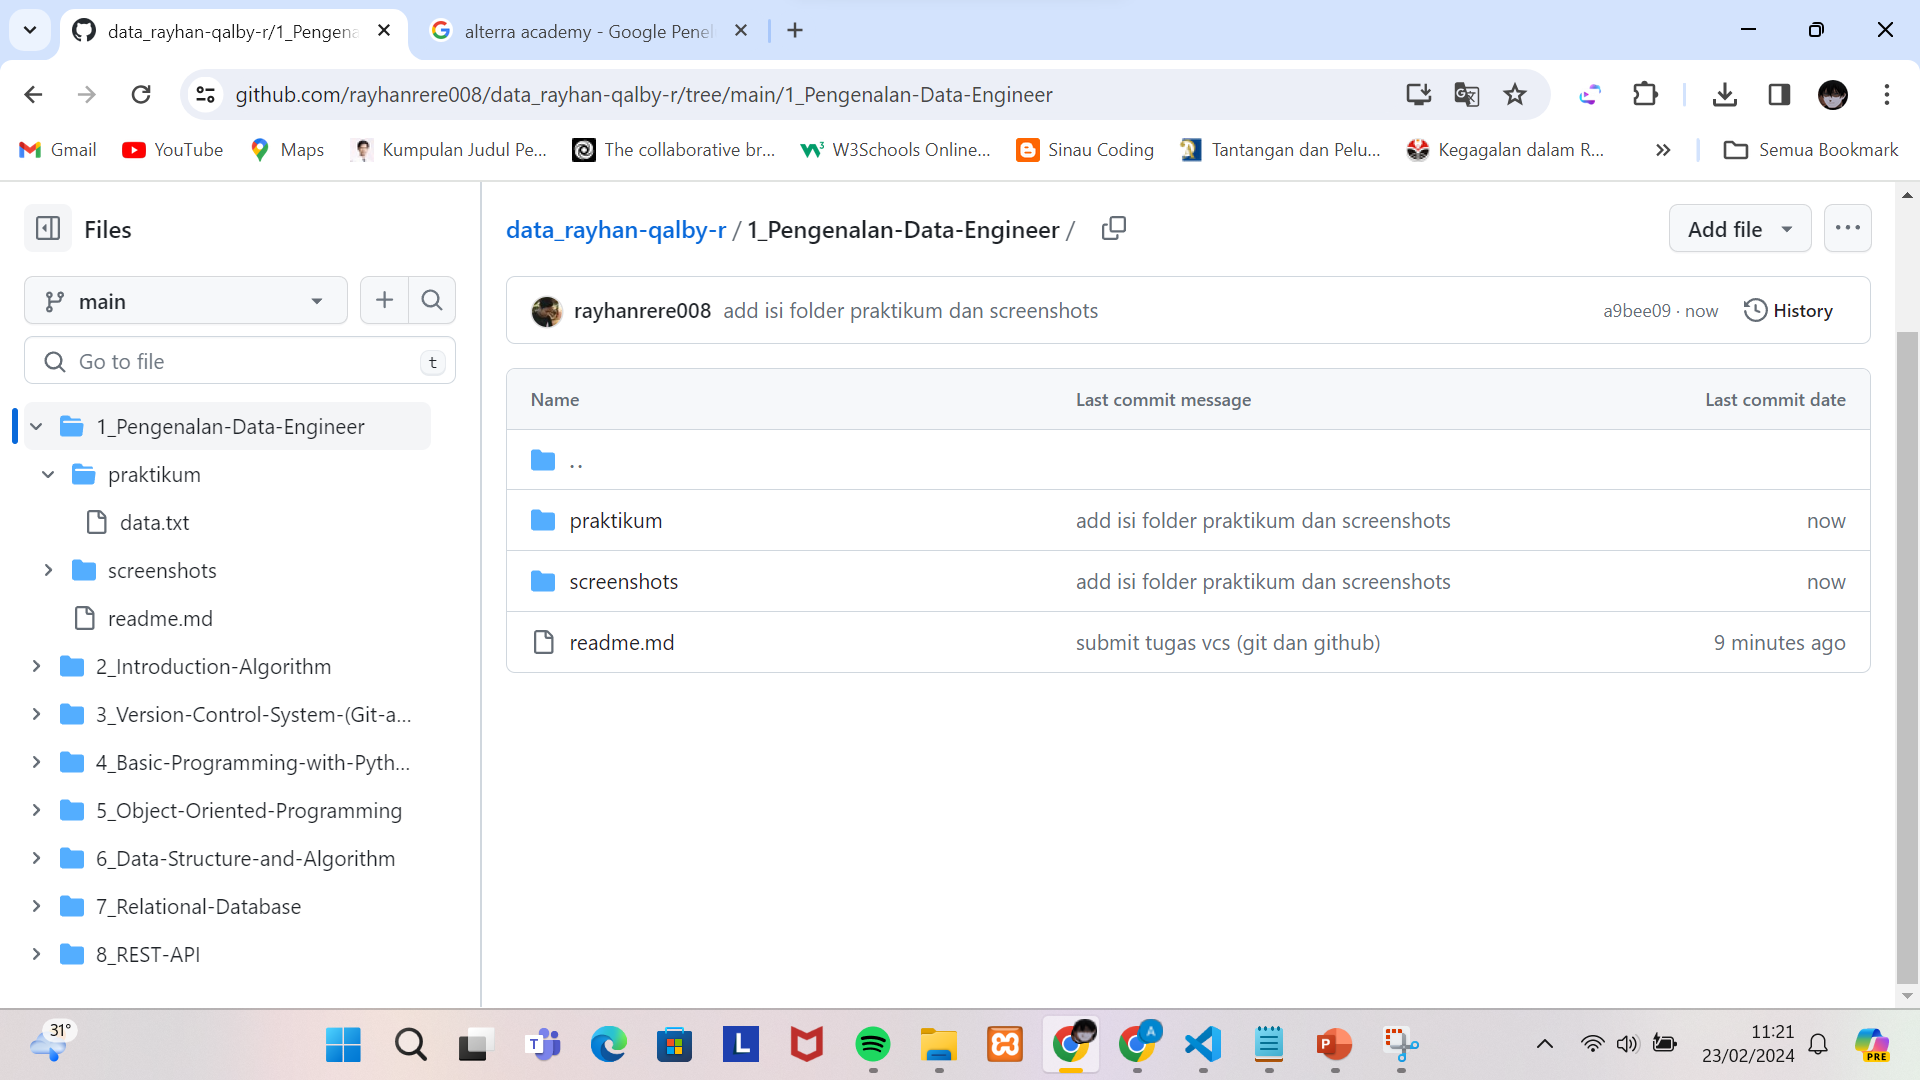 data_rayhan-qalby-r/1_Pengena
alterra academy - Google Penel
github.com/rayhanrere008/data_rayhan-qalby-r/tree/main/1_Pengenalan-Data-Engineer
Gmail
YouTube
Maps
Kumpulan Judul Pe...
The collaborative br...
W3Schools Online...
Sinau Coding
Tantangan dan Pelu...
Kegagalan dalam R...
Semua Bookmark
Files
main
Go to file
t
1_Pengenalan-Data-Engineer
praktikum
data.txt
screenshots
readme.md
2_Introduction-Algorithm
3_Version-Control-System-(Git-a...
4_Basic-Programming-with-Pyth...
5_Object-Oriented-Programming
6_Data-Structure-and-Algorithm
7_Relational-Database
8_REST-API
data_rayhan-qalby-r / 1_Pengenalan-Data-Engineer /
Add file
rayhanrere008 add isi folder praktikum dan screenshots
a9bee09 · now
History
Name Last commit message Last commit date
..
praktikum add isi folder praktikum dan screenshots now
screenshots add isi folder praktikum dan screenshots now
readme.md submit tugas vcs (git dan github) 9 minutes ago
31°
T
L
A
P
11:21
23/02/2024
PRE